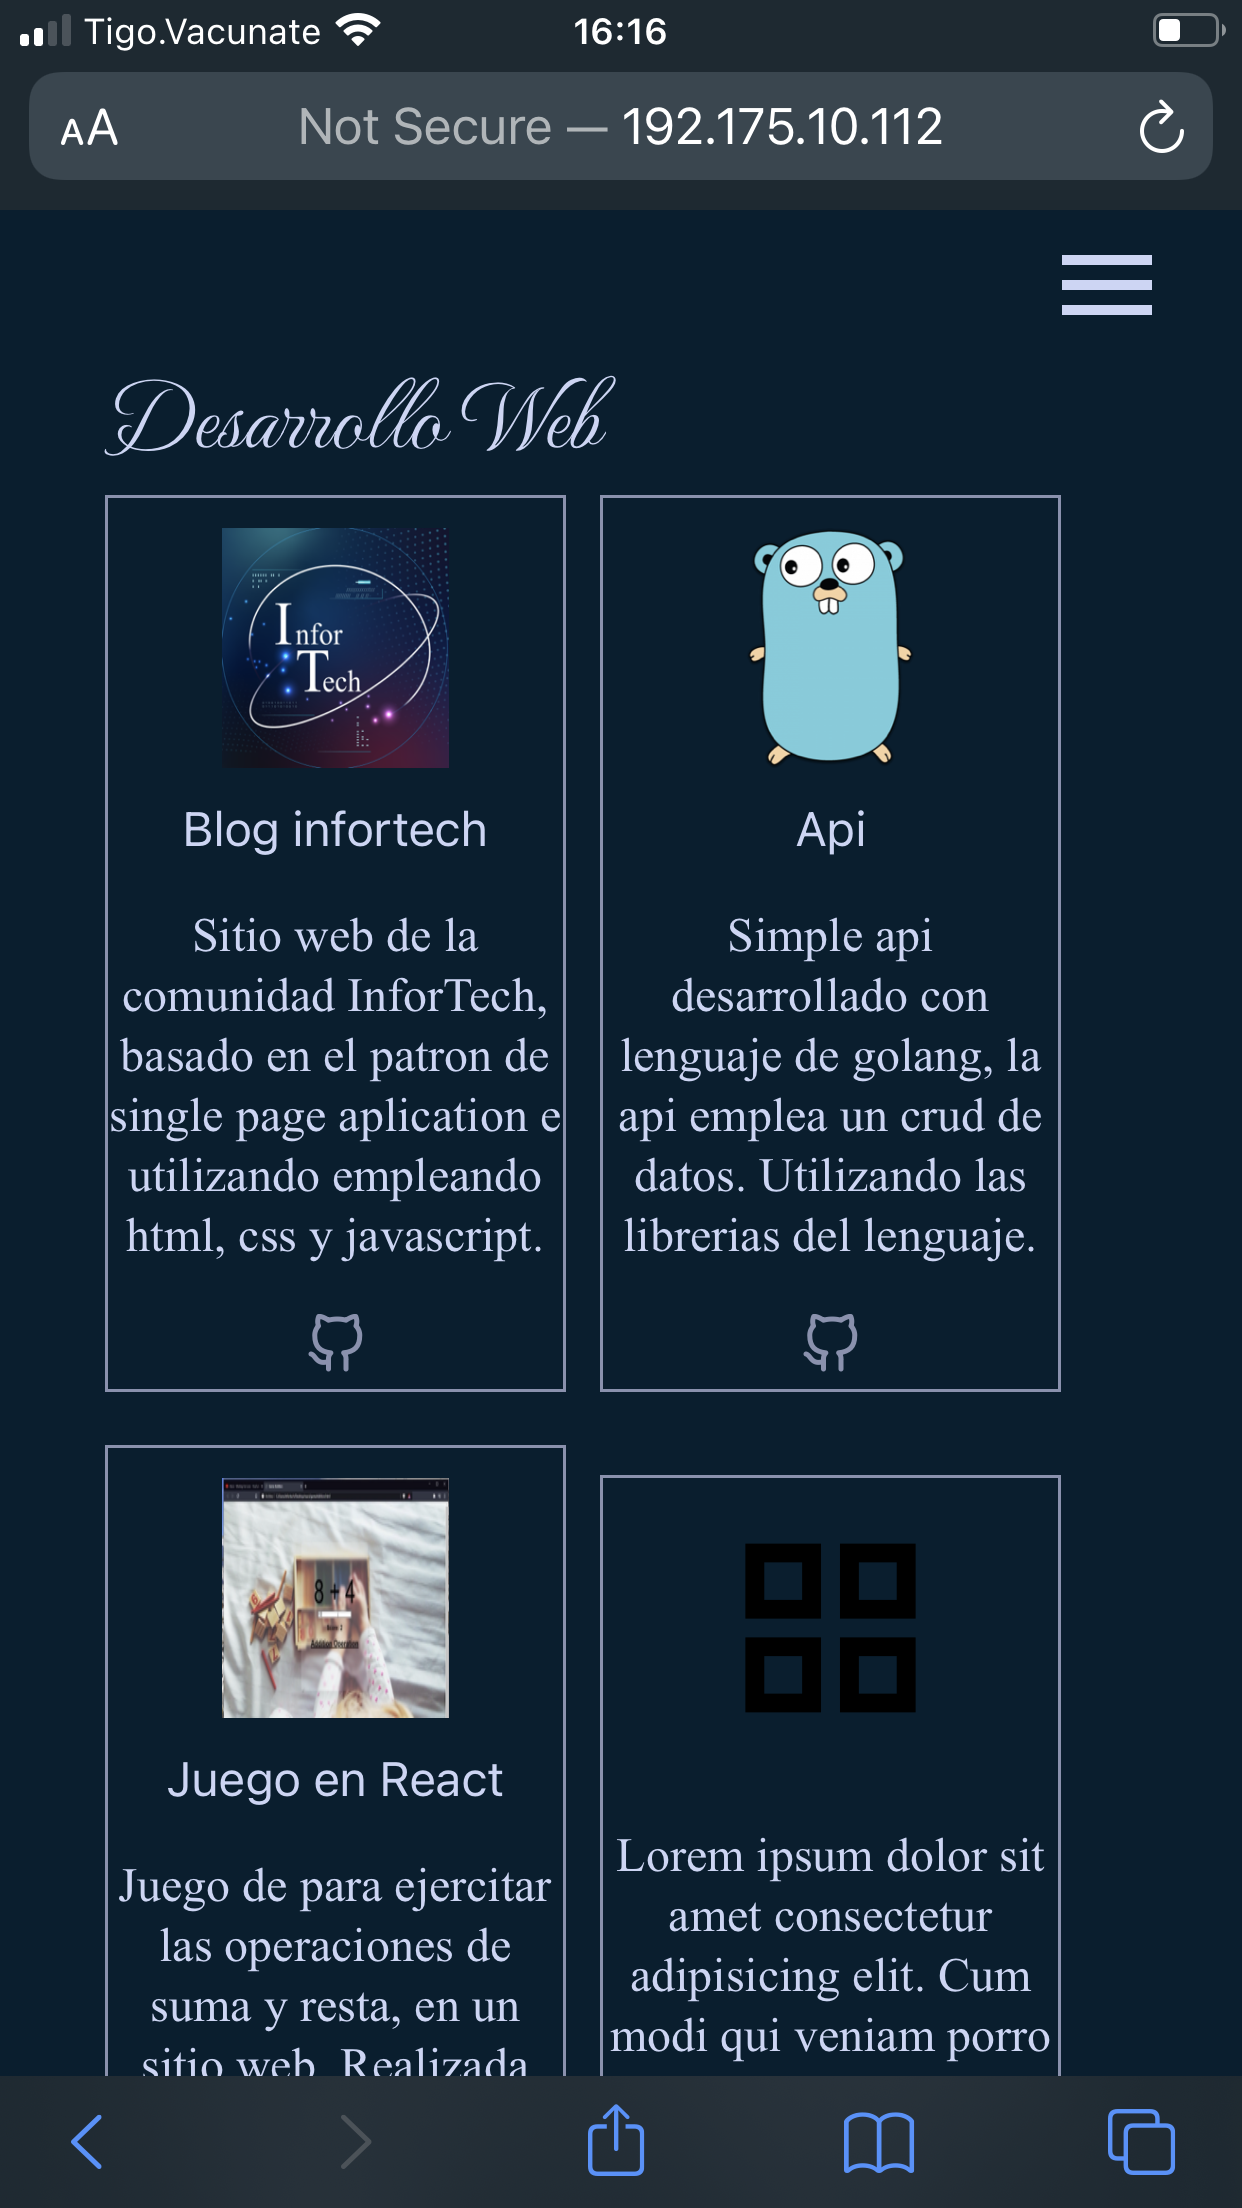 Tigo.Vacunate
16:16
AA
Not Secure — 192.175.10.112
Desarrollo Web
Infor
Tech
Blog infortech
Sitio web de la
comunidad InforTech,
basado en el patron de
single page aplication e
utilizando empleando
html, css y javascript.
Api
Simple api
desarrollado con
lenguaje de golang, la
api emplea un crud de
datos. Utilizando las
librerias del lenguaje.
8 + 4
Addition Operation
Juego en React
Juego de para ejercitar
las operaciones de
suma y resta, en un
sitio web. Realizada
Lorem ipsum dolor sit
amet consectetur
adipisicing elit. Cum
modi qui veniam porro